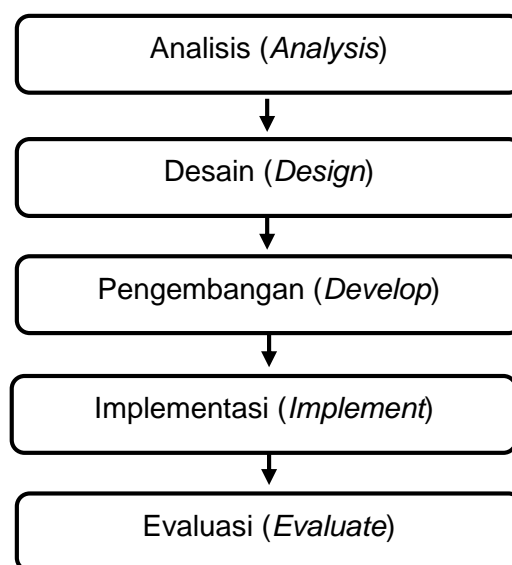 Analisis (Analysis)
Desain (Design)
Pengembangan (Develop)
Implementasi (Implement)
Evaluasi (Evaluate)